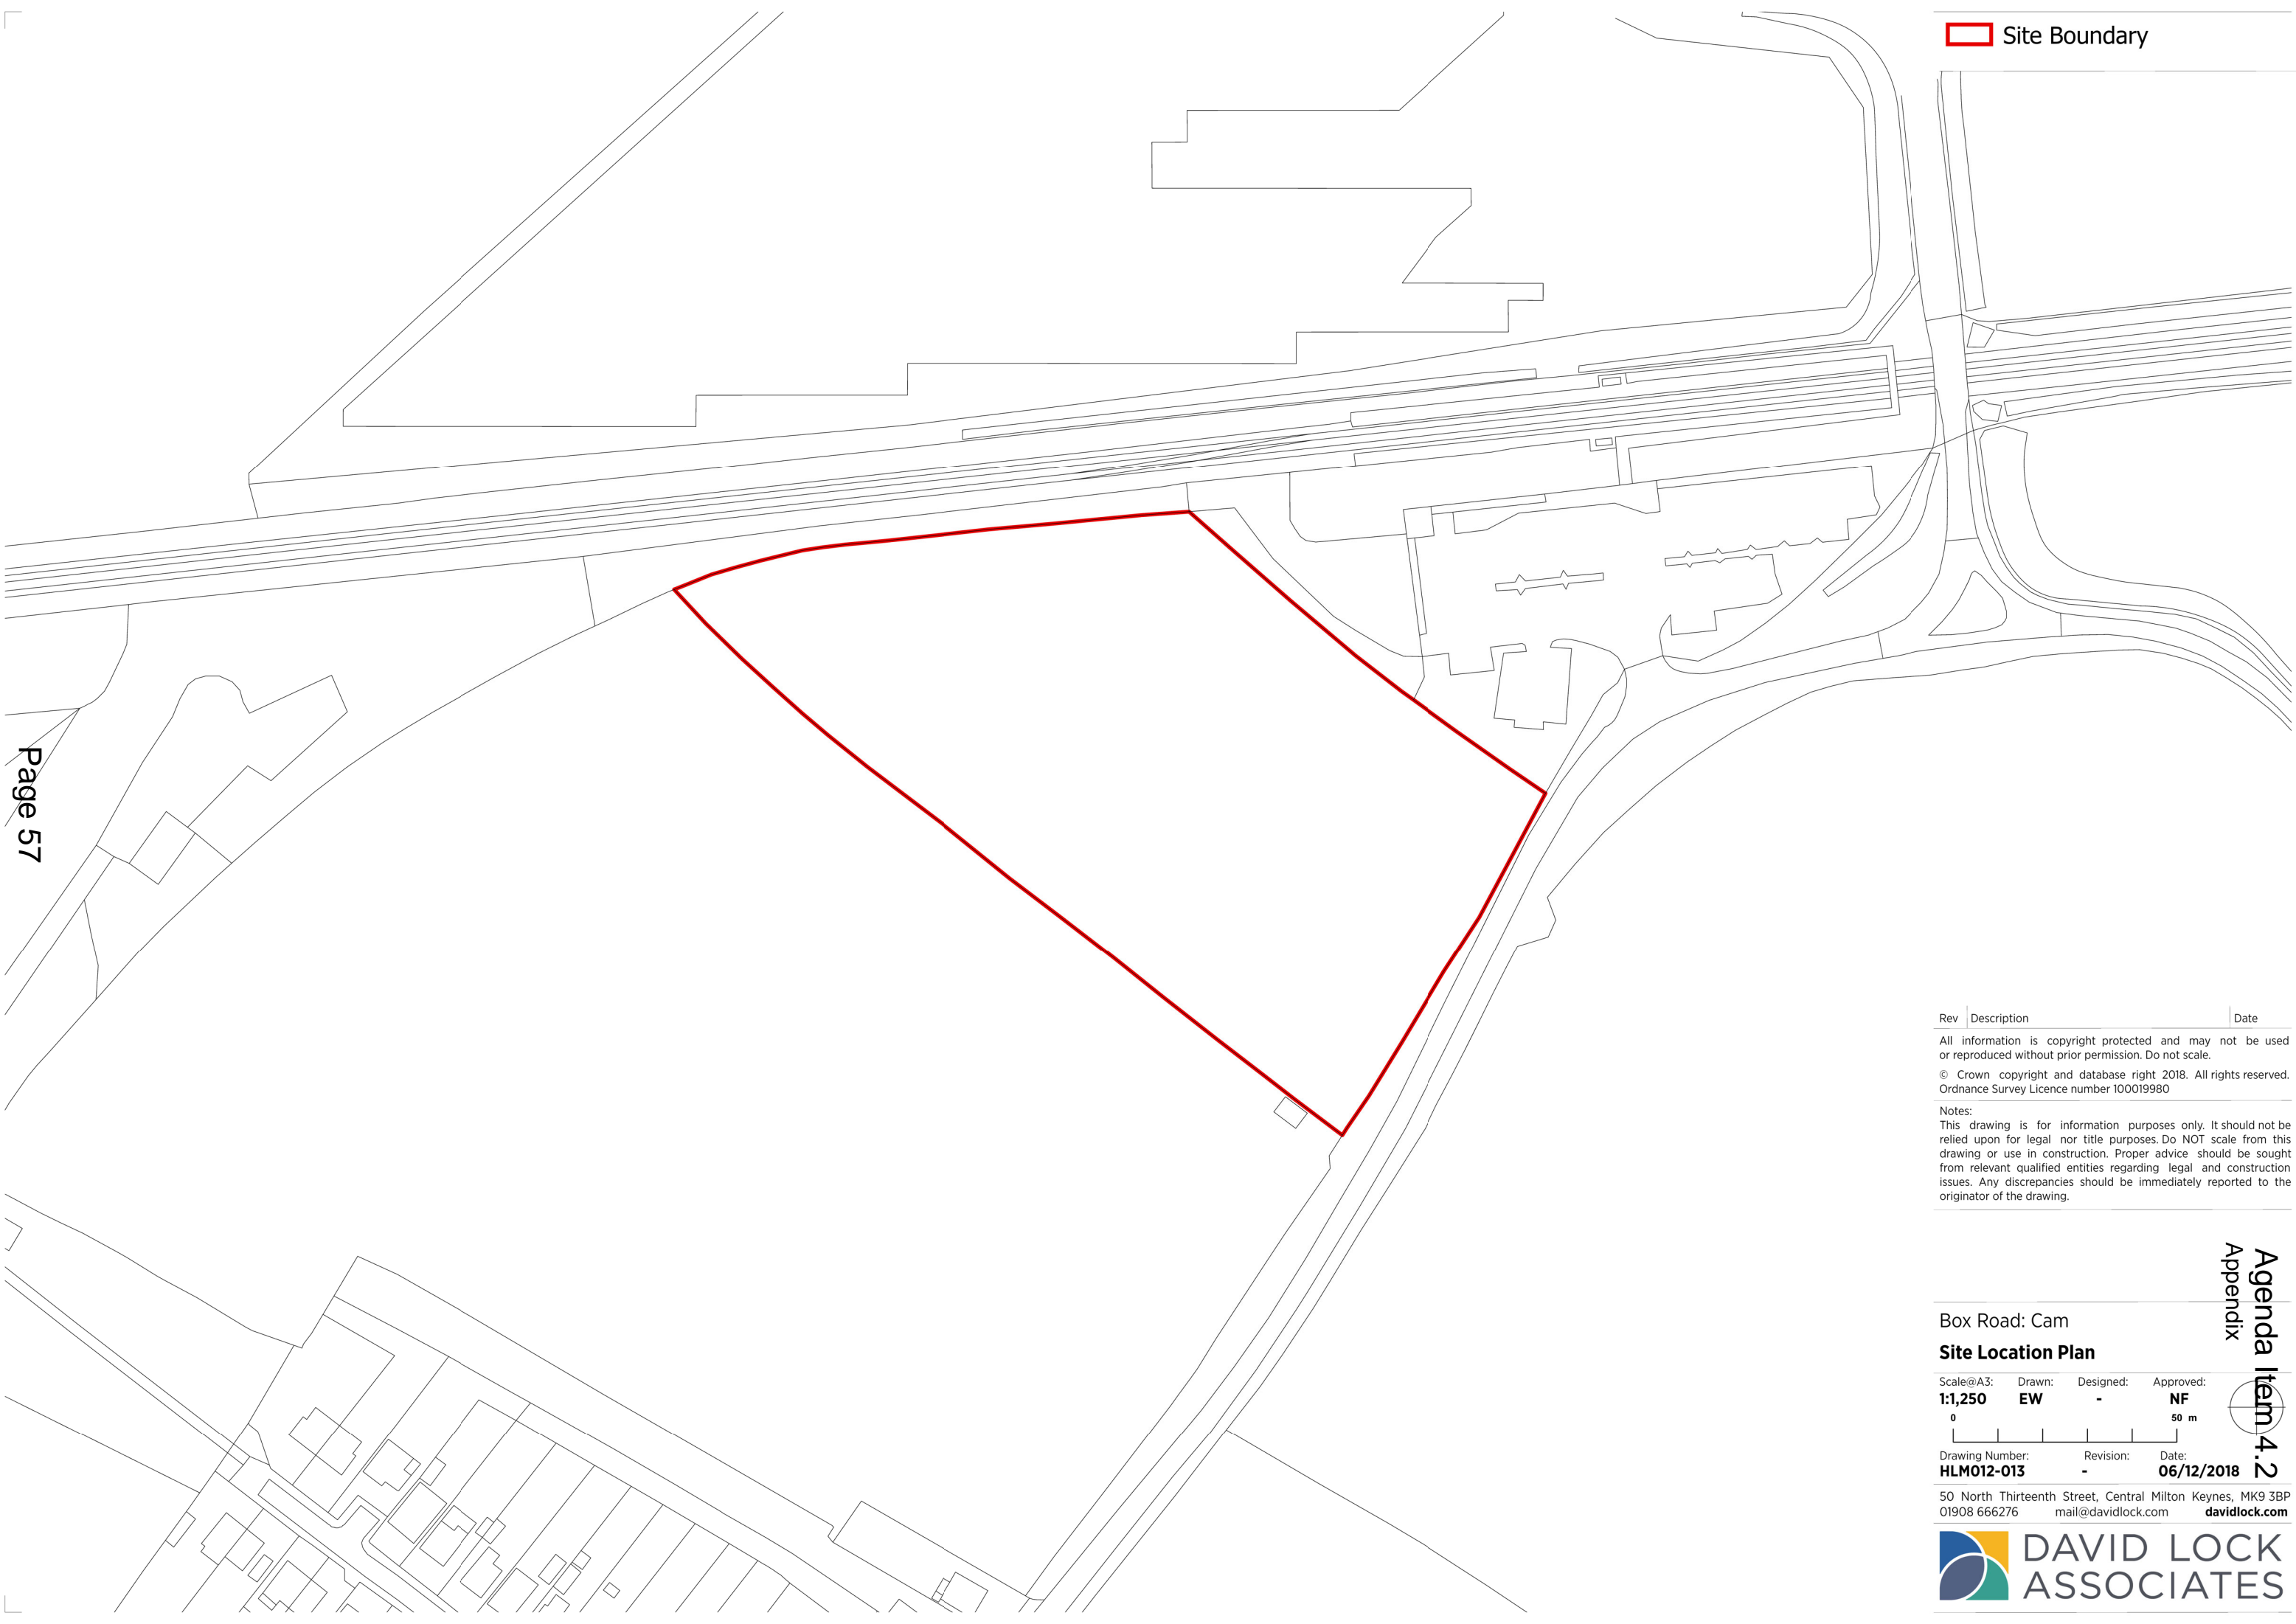 Site Boundary
Page 57
Rev Description Date
All information is copyright protected and may not be used
or reproduced without prior permission. Do not scale.
© Crown copyright and database right 2018. All rights reserved.
Ordnance Survey Licence number 100019980
Notes:
This drawing is for information purposes only. It should not be
relied upon for legal nor title purposes. Do NOT scale from this
drawing or use in construction. Proper advice should be sought
from relevant qualified entities regarding legal and construction
issues. Any discrepancies should be immediately reported to the
originator of the drawing.
Agenda Item 4.2
Appendix
Box Road: Cam
Site Location Plan
Scale@A3: Drawn: Designed: Approved:
1:1,250 EW - NF
0 50 m
Drawing Number: Revision: Date:
HLM012-013 - 06/12/2018
50 North Thirteenth Street, Central Milton Keynes, MK9 3BP
01908 666276 mail@davidlock.com davidlock.com
DAVID LOCK
ASSOCIATES